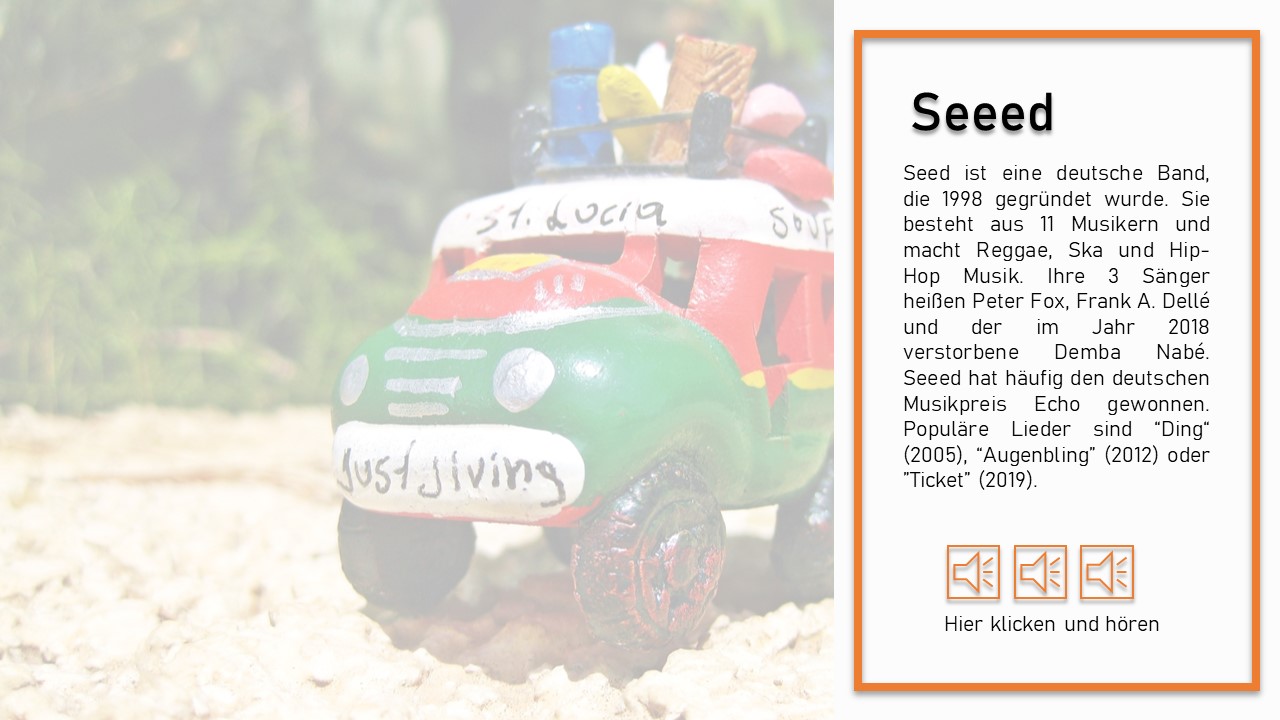 St. Lucia
Just jiving
Seeed
Seed ist eine deutsche Band,
die 1998 gegründet wurde. Sie
besteht aus 11 Musikern und
macht Reggae, Ska und Hip-
Hop Musik. Ihre 3 Sänger
heißen Peter Fox, Frank A. Dellé
und der im Jahr 2018
verstorbene Demba Nabé.
Seeed hat häufig den deutschen
Musikpreis Echo gewonnen.
Populäre Lieder sind “Ding“
(2005), “Augenbling” (2012) oder
”Ticket” (2019).
Hier klicken und hören